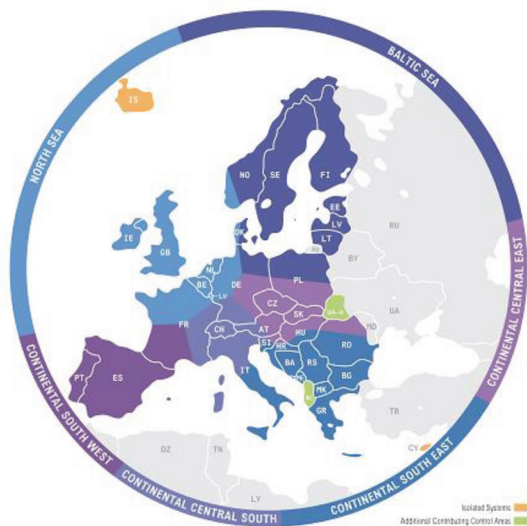 BALTIC SEA
NORTH SEA
IS
NO
SE
FI
EE
LV
LT
RU
DK
RU
BY
IE
GB
NL
BE
LU
DE
PL
CZ
SK
UA-W
UA
MD
FR
CH
AT
HU
SI
HR
RO
IT
BA
RS
BG
ME
MK
AL
GR
PT
ES
TR
CY
DZ
TN
LY
CONTINENTAL CENTRAL EAST
CONTINENTAL SOUTH WEST
CONTINENTAL CENTRAL SOUTH
CONTINENTAL SOUTH EAST
Isolated Systems
Additional Contributing Control Areas